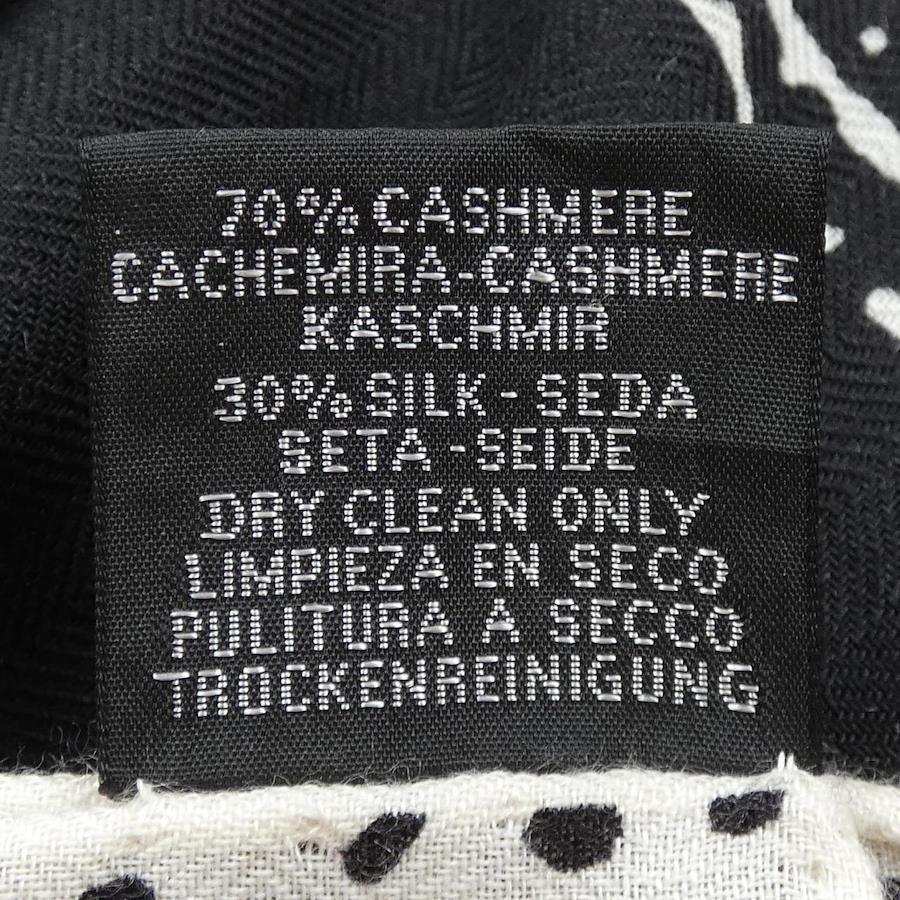 70% CASHMERE
CACHEMIRA-CASHMERE
KASCHMIR
30% SILK - SEDA
SETA - SEIDE
DRY CLEAN ONLY
LIMPIEZA EN SECO
PULITURA A SECCO
TROCKENREINIGUNG